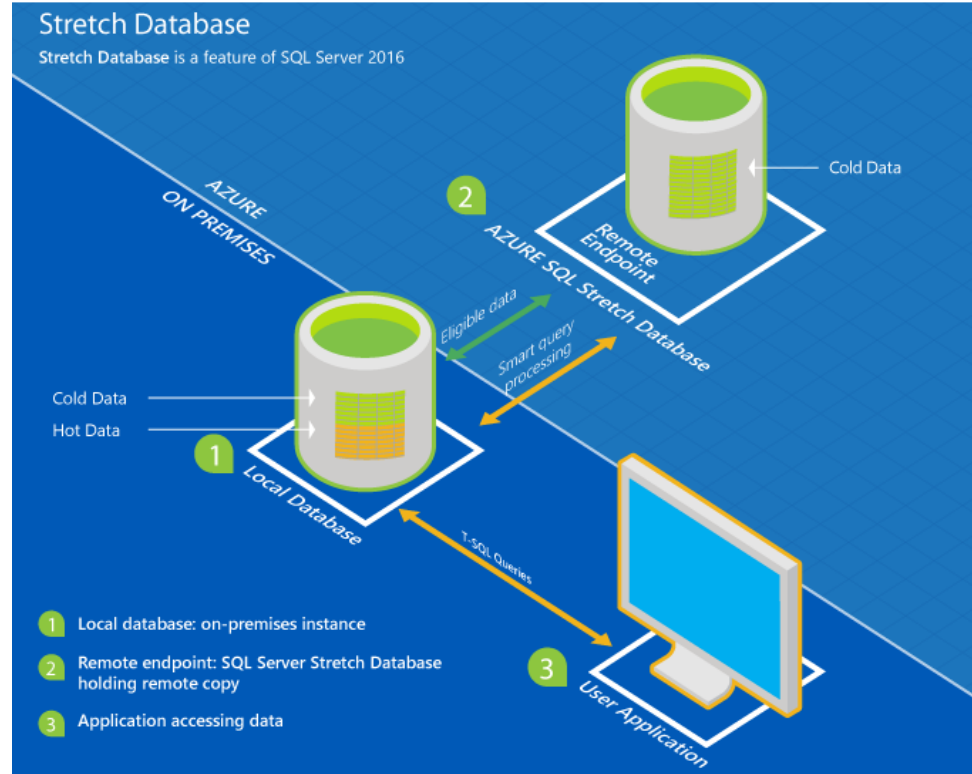 Stretch Database
Stretch Database is a feature of SQL Server 2016
AZURE
ON PREMISES
Cold Data
2
Remote
Endpoint
AZURE SQL Stretch Database
Eligible data
Smart query
processing
Cold Data
Hot Data
1
Local Database
T-SQL Queries
3
User Application
1 Local database: on-premises instance
2 Remote endpoint: SQL Server Stretch Database
holding remote copy
3 Application accessing data